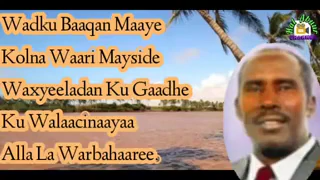 Wadku Baaqan Maaye
Kolna Waari Mayside
Waxyeeladan Ku Gaadhe
Ku Walaacinaayaa
Alla La Warbahaaree.